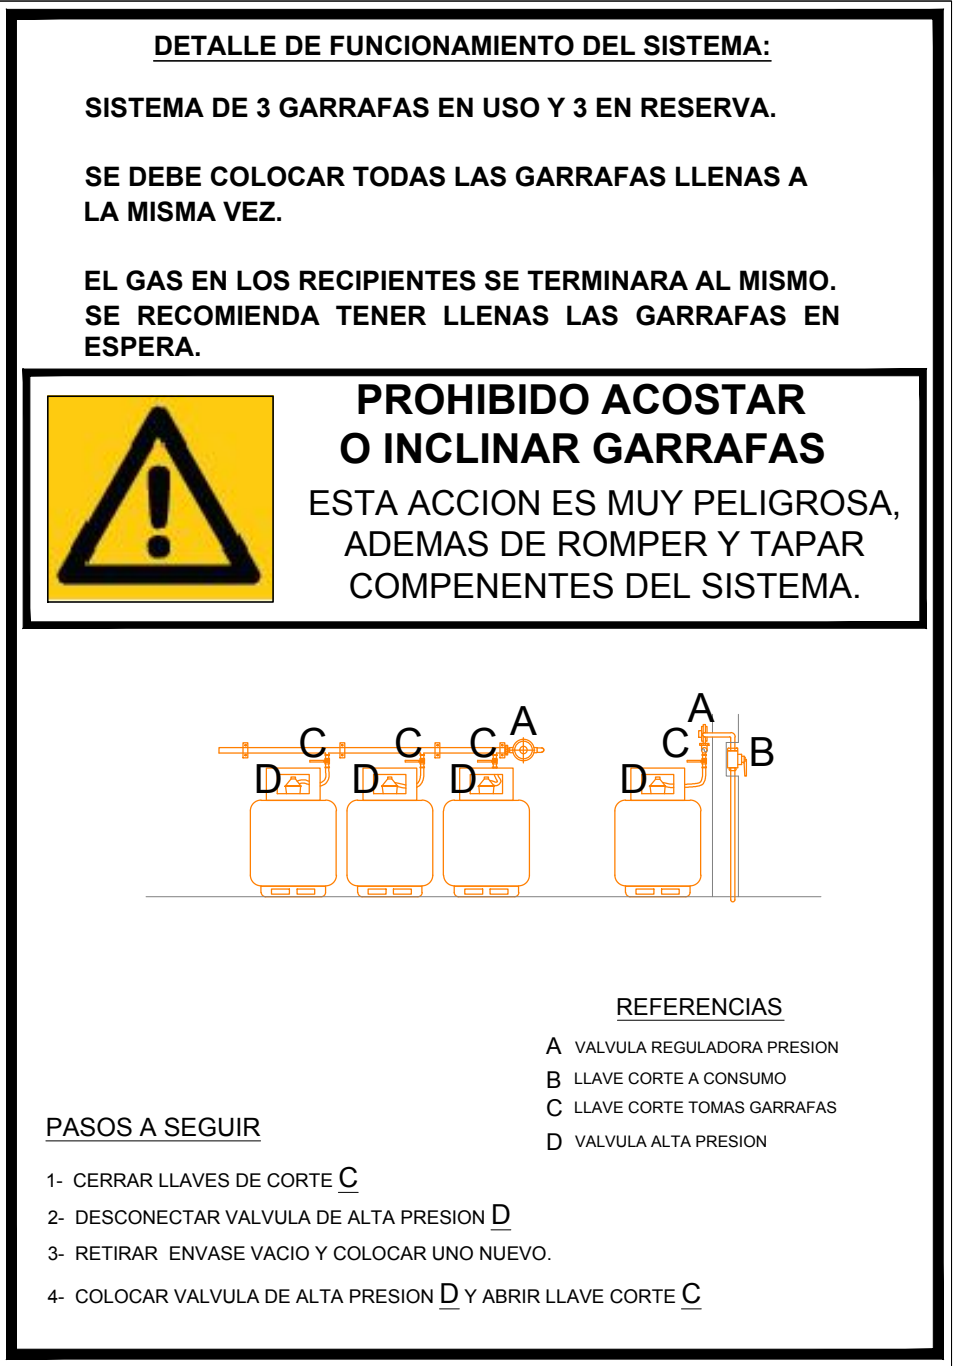 DETALLE DE FUNCIONAMIENTO DEL SISTEMA:
SISTEMA DE 3 GARRAFAS EN USO Y 3 EN RESERVA.
SE DEBE COLOCAR TODAS LAS GARRAFAS LLENAS A
LA MISMA VEZ.
EL GAS EN LOS RECIPIENTES SE TERMINARA AL MISMO.
SE RECOMIENDA TENER LLENAS LAS GARRAFAS EN
ESPERA.
PROHIBIDO ACOSTAR
O INCLINAR GARRAFAS
ESTA ACCION ES MUY PELIGROSA,
ADEMAS DE ROMPER Y TAPAR
COMPENENTES DEL SISTEMA.
C C C A
D D D
A
C B
D
REFERENCIAS
A VALVULA REGULADORA PRESION
B LLAVE CORTE A CONSUMO
C LLAVE CORTE TOMAS GARRAFAS
D VALVULA ALTA PRESION
PASOS A SEGUIR
1- CERRAR LLAVES DE CORTE C
2- DESCONECTAR VALVULA DE ALTA PRESION D
3- RETIRAR ENVASE VACIO Y COLOCAR UNO NUEVO.
4- COLOCAR VALVULA DE ALTA PRESION D Y ABRIR LLAVE CORTE C